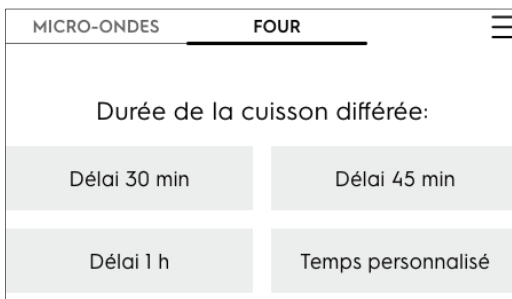 MICRO-ONDES FOUR
Durée de la cuisson différée:
Délai 30 min Délai 45 min
Délai 1 h Temps personnalisé